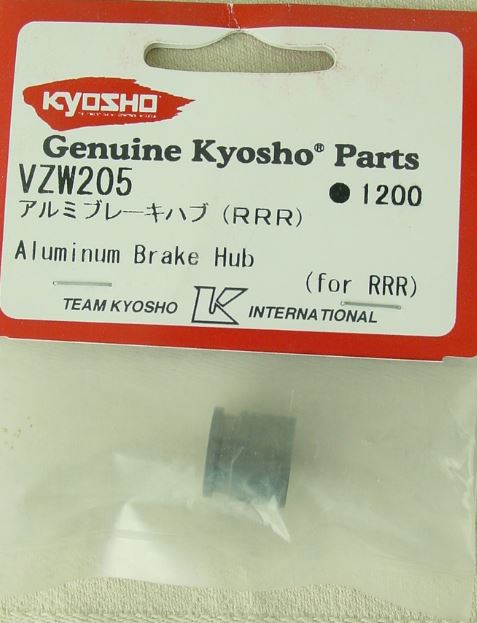 KYOSHO
Genuine Kyosho® Parts
VZW205
●1200
アルミブレーキハブ(RRR)
Aluminum Brake Hub
(for RRR)
TEAM KYOSHO K INTERNATIONAL